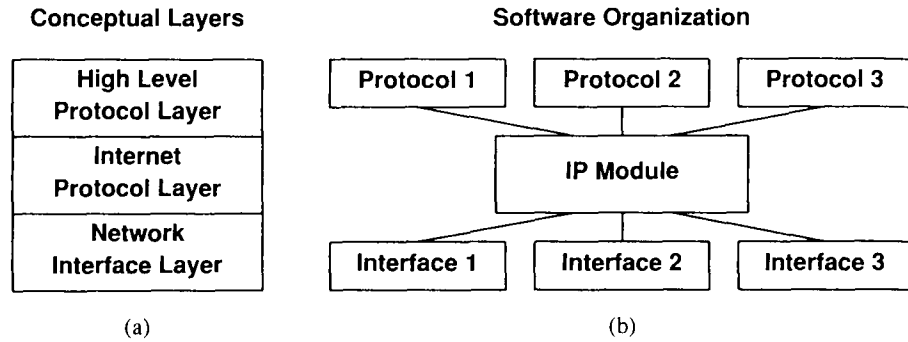 Conceptual Layers
High Level
Protocol Layer
Internet
Protocol Layer
Network
Interface Layer
(a)
Software Organization
Protocol 1
Protocol 2
Protocol 3
IP Module
Interface 1
Interface 2
Interface 3
(b)